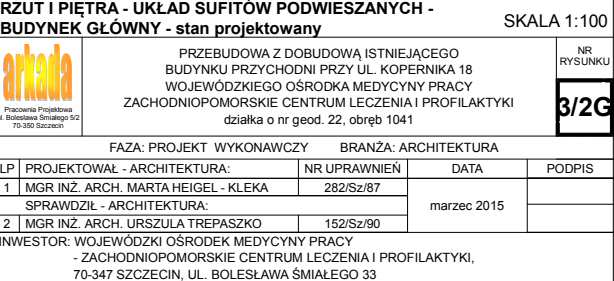 RZUT I PIĘTRA - UKŁAD SUFITÓW PODWIESZANYCH -
BUDYNEK GŁÓWNY - stan projektowany
SKALA 1:100
arkada
Pracownia Projektowa
ul. Bolesława Śmiałego 5/2
70-350 Szczecin
PRZEBUDOWA Z DOBUDOWĄ ISTNIEJĄCEGO
BUDYNKU PRZYCHODNI PRZY UL. KOPERNIKA 18
WOJEWÓDZKIEGO OŚRODKA MEDYCYNY PRACY
ZACHODNIOPOMORSKIE CENTRUM LECZENIA I PROFILAKTYKI
działka o nr geod. 22, obręb 1041
NR
RYSUNKU
3/2G
FAZA: PROJEKT WYKONAWCZY BRANŻA: ARCHITEKTURA
LP PROJEKTOWAŁ - ARCHITEKTURA: NR UPRAWNIEŃ DATA PODPIS
1 MGR INŻ. ARCH. MARTA HEIGEL - KLEKA 282/Sz/87
SPRAWDZIŁ - ARCHITEKTURA: marzec 2015
2 MGR INŻ. ARCH. URSZULA TREPASZKO 152/Sz/90
INWESTOR: WOJEWÓDZKI OŚRODEK MEDYCYNY PRACY
- ZACHODNIOPOMORSKIE CENTRUM LECZENIA I PROFILAKTYKI,
70-347 SZCZECIN, UL. BOLESŁAWA ŚMIAŁEGO 33